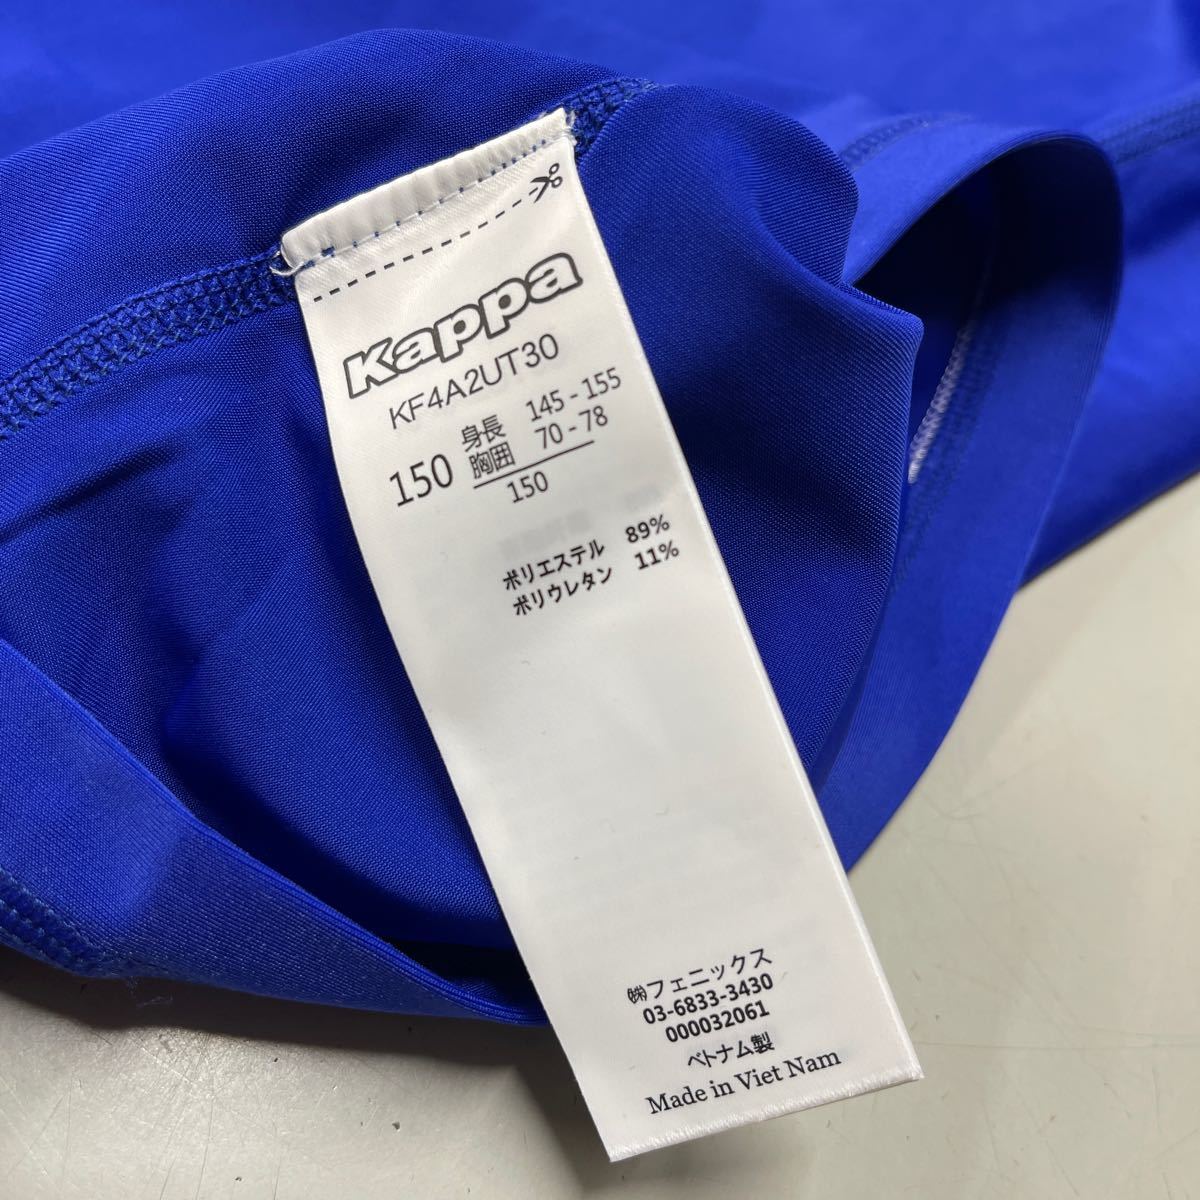 Kappa
KF4A2UT30
150 身長 145 - 155
胸囲 70 - 78
150
ポリエステル 89%
ポリウレタン 11%
㈱フェニックス
03-6833-3430
000032061
ベトナム製
Made in Viet Nam